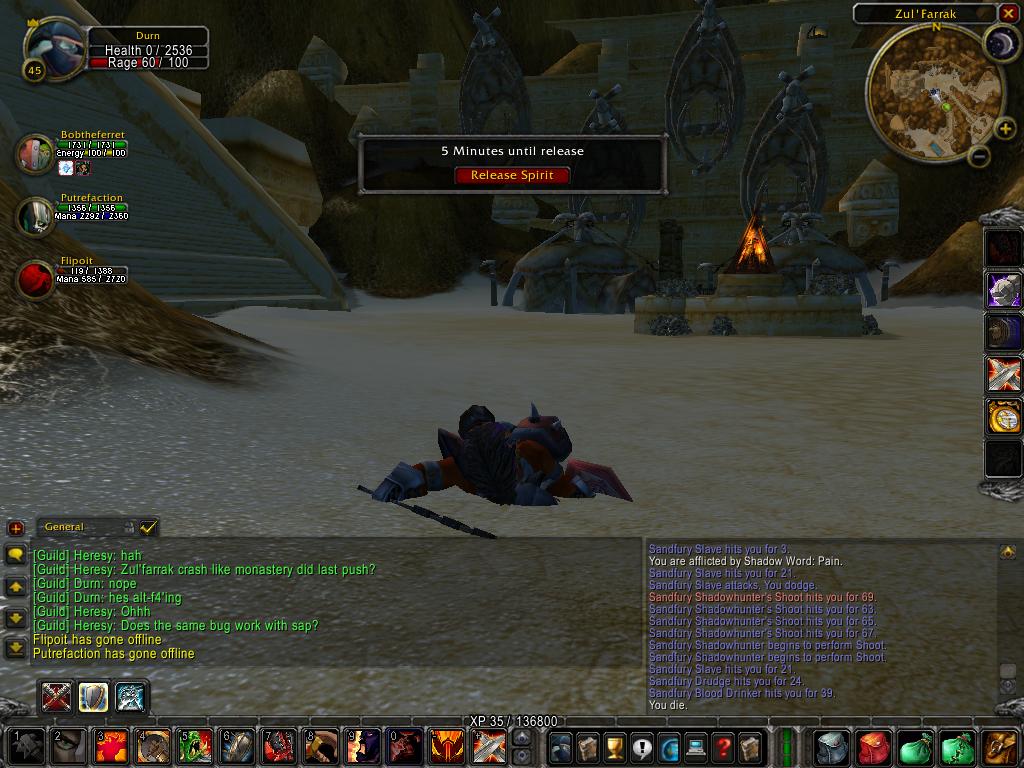 Durn
Health 0 / 2536
Rage 60 / 100
45
Zul'Farrak
N
Bobtheferret
1731 / 1731
Energy 100 / 100
Putrefaction
1356 / 1356
Mana 2292 / 2360
Flipoit
119 / 1388
Mana 686 / 2720
5 Minutes until release
Release Spirit
General
[Guild] Heresy: hah
[Guild] Heresy: Zul'farrak crash like monastery did last push?
[Guild] Durn: nope
[Guild] Durn: hes alt-f4'ing
[Guild] Heresy: Ohhh
[Guild] Heresy: Does the same bug work with sap?
Flipoit has gone offline
Putrefaction has gone offline
Sandfury Slave hits you for 3.
You are afflicted by Shadow Word: Pain.
Sandfury Slave hits you for 21.
Sandfury Slave attacks. You dodge.
Sandfury Shadowhunter's Shoot hits you for 69.
Sandfury Shadowhunter's Shoot hits you for 63.
Sandfury Shadowhunter's Shoot hits you for 65.
Sandfury Shadowhunter's Shoot hits you for 67.
Sandfury Shadowhunter begins to perform Shoot.
Sandfury Shadowhunter begins to perform Shoot.
Sandfury Slave hits you for 21.
Sandfury Drudge hits you for 24.
Sandfury Blood Drinker hits you for 39.
You die.
XP 35 / 136800
1 2 3 4 5 6 7 8 9 0 - =